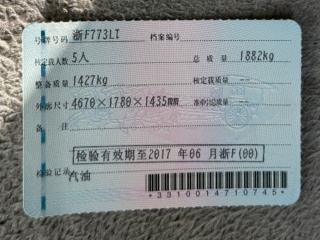 号牌号码 浙F773LT 档案编号
核定载人数 5人 总质量 1882kg
整备质量 1427kg 核定载质量 --
外廓尺寸 4670×1780×1435mm 准牵引总质量 --
备注
检验有效期至2017 年06 月浙F(00)
检验记录
汽油
*3310014710745*